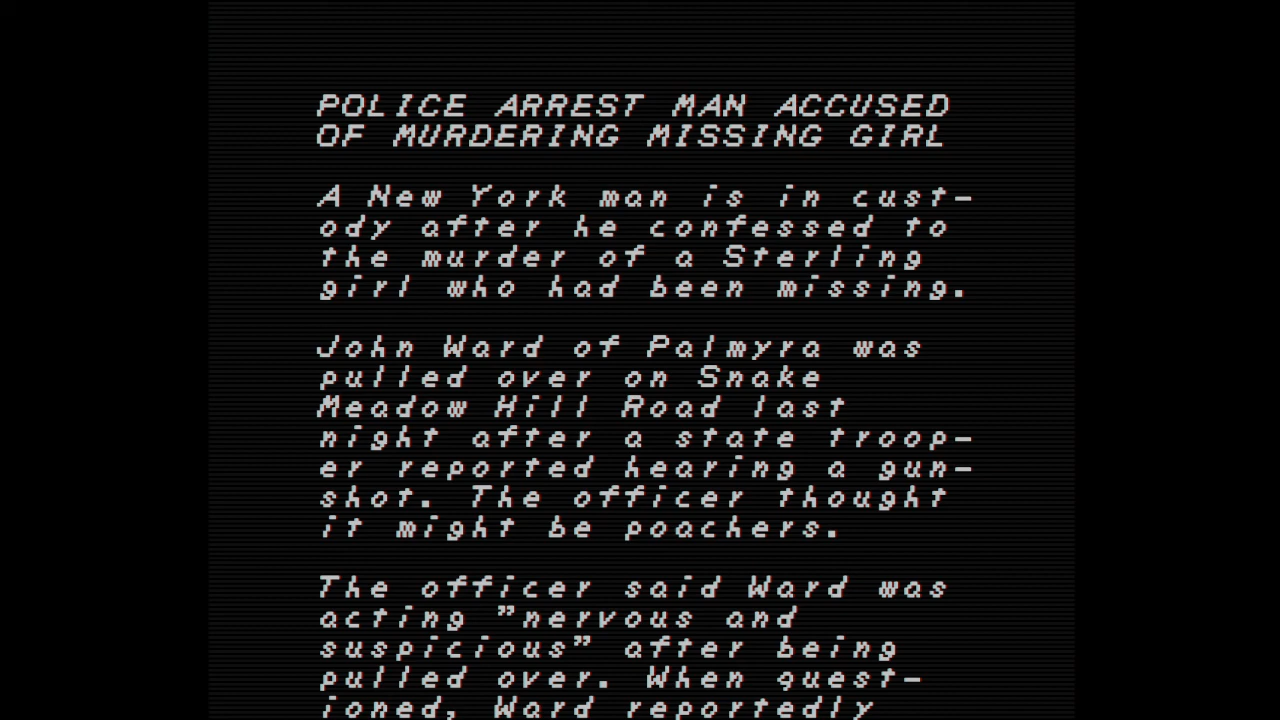 POLICE ARREST MAN ACCUSED
OF MURDERING MISSING GIRL
A New York man is in cust-
ody after he confessed to
the murder of a Sterling
girl who had been missing.
John Ward of Palmyra was
pulled over on Snake
Meadow Hill Road last
night after a state troop-
er reported hearing a gun-
shot. The officer thought
it might be poachers.
The officer said Ward was
acting "nervous and
suspicious" after being
pulled over. When quest-
ioned, Ward reportedly